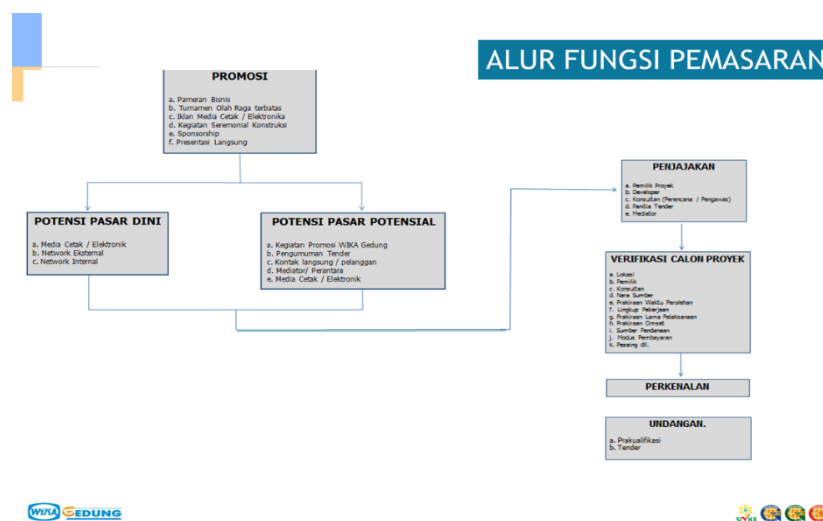 ALUR FUNGSI PEMASARAN
PROMOSI
a. Pameran Bisnis
b. Turnamen Olah Raga terbatas
c. Iklan Media Cetak / Elektronika
d. Kegiatan Seremonial Konstruksi
e. Sponsorship
f. Presentasi Langsung
POTENSI PASAR DINI
a. Media Cetak / Elektronik
b. Network Eksternal
c. Network Internal
POTENSI PASAR POTENSIAL
a. Kegiatan Promosi WIKA Gedung
b. Pengumuman Tender
c. Kontak langsung / pelanggan
d. Mediator/ Perantara
e. Media Cetak / Elektronik
PENJAJAKAN
a. Pemilik Proyek
b. Developer
c. Konsultan (Perencana / Pengawas)
d. Panitia Tender
e. Mediator
VERIFIKASI CALON PROYEK
a. Lokasi
b. Pemilik
c. Konsultan
d. Nara Sumber
e. Prakiraan Waktu Perolehan
f. Lingkup Pekerjaan
g. Prakiraan Lama Pelaksanaan
h. Prakiraan Omset
i. Sumber Pendanaan
j. Modus Pembayaran
k. Pesaing dll.
PERKENALAN
UNDANGAN.
a. Prakualifikasi
b. Tender
WIKA GEDUNG